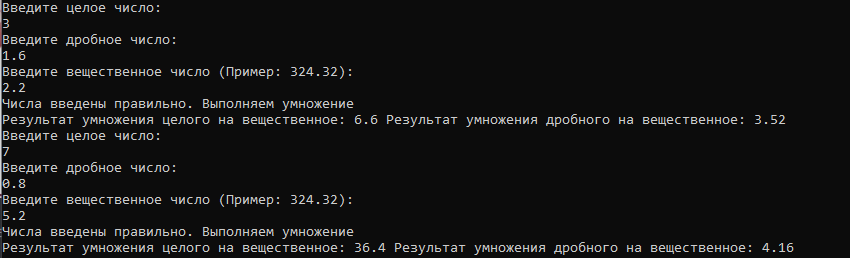 Введите целое число:
3
Введите дробное число:
1.6
Введите вещественное число (Пример: 324.32):
2.2
Числа введены правильно. Выполняем умножение
Результат умножения целого на вещественное: 6.6 Результат умножения дробного на вещественное: 3.52
Введите целое число:
7
Введите дробное число:
0.8
Введите вещественное число (Пример: 324.32):
5.2
Числа введены правильно. Выполняем умножение
Результат умножения целого на вещественное: 36.4 Результат умножения дробного на вещественное: 4.16